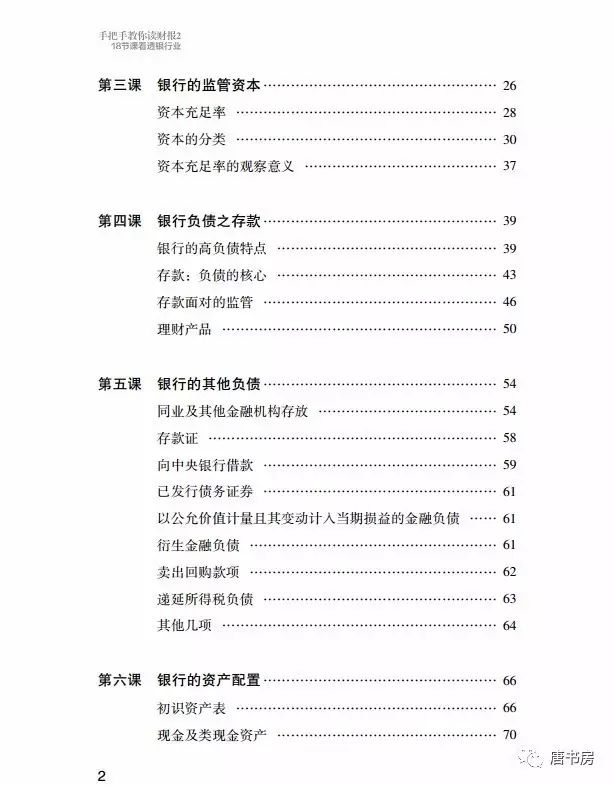 手把手教你读财报2
18节课看透银行业
第三课 银行的监管资本……………………………………… 26
资本充足率 ……………………………………… 28
资本的分类 ……………………………………… 30
资本充足率的观察意义 ……………………………………… 37
第四课 银行负债之存款……………………………………… 39
银行的高负债特点 ……………………………………… 39
存款：负债的核心 ……………………………………… 43
存款面对的监管 ……………………………………… 46
理财产品 ……………………………………… 50
第五课 银行的其他负债……………………………………… 54
同业及其他金融机构存放 ……………………………………… 54
存款证 ……………………………………… 58
向中央银行借款 ……………………………………… 59
已发行债务证券 ……………………………………… 61
以公允价值计量且其变动计入当期损益的金融负债 …… 61
衍生金融负债 ……………………………………… 61
卖出回购款项 ……………………………………… 62
递延所得税负债 ……………………………………… 63
其他几项 ……………………………………… 64
第六课 银行的资产配置……………………………………… 66
初识资产表 ……………………………………… 66
现金及类现金资产 ……………………………………… 70
唐书房
2